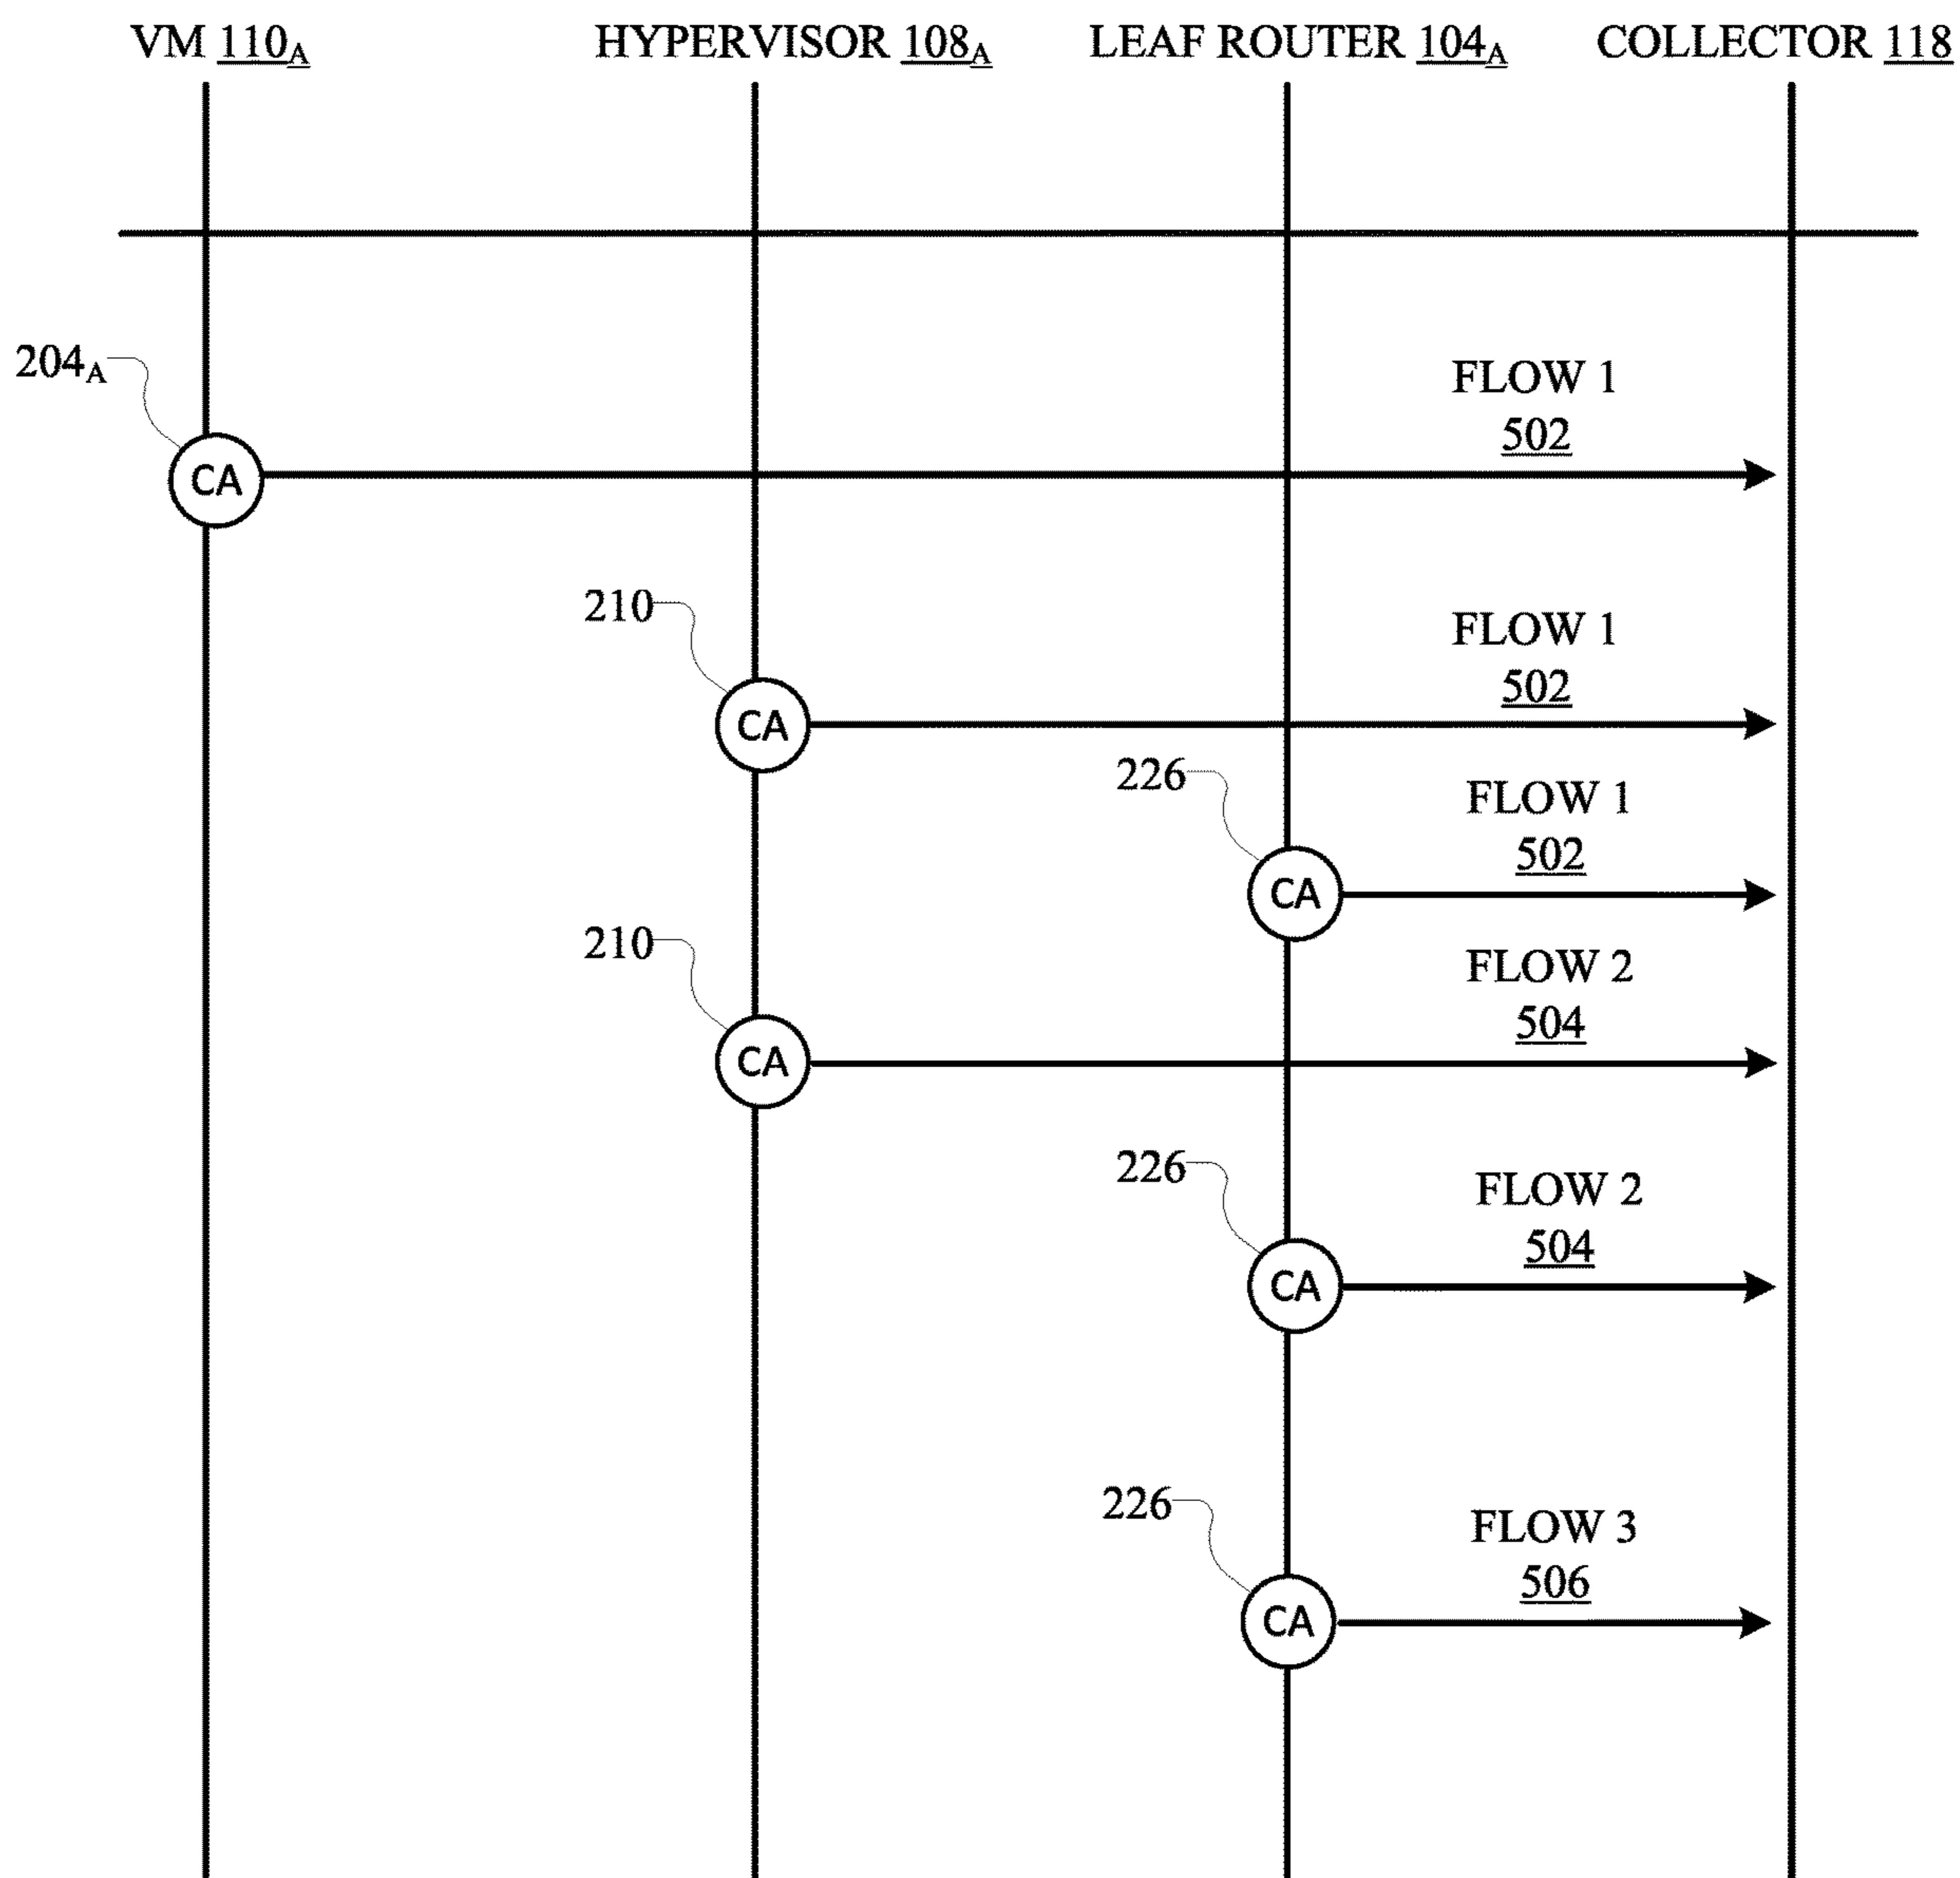 VM 110A HYPERVISOR 108A LEAF ROUTER 104A COLLECTOR 118
204A
FLOW 1
502
CA
210
FLOW 1
502
CA
226
FLOW 1
502
CA
210
FLOW 2
504
CA
226
FLOW 2
504
CA
226
FLOW 3
506
CA